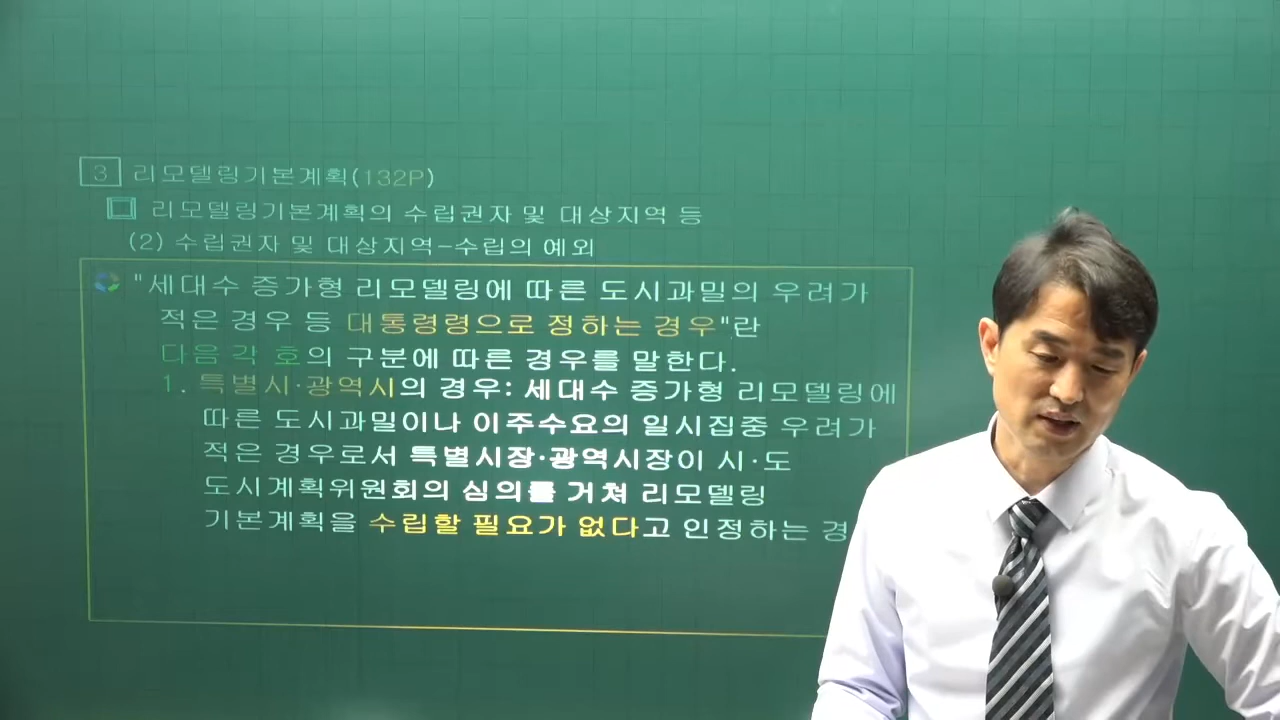 3 리모델링기본계획(132P)
리모델링기본계획의 수립권자 및 대상지역 등
(2) 수립권자 및 대상지역-수립의 예외
"세대수 증가형 리모델링에 따른 도시과밀의 우려가
적은 경우 등 대통령령으로 정하는 경우"란
다음 각 호의 구분에 따른 경우를 말한다.
1. 특별시·광역시의 경우: 세대수 증가형 리모델링에
따른 도시과밀이나 이주수요의 일시집중 우려가
적은 경우로서 특별시장·광역시장이 시·도
도시계획위원회의 심의를 거쳐 리모델링
기본계획을 수립할 필요가 없다고 인정하는 경